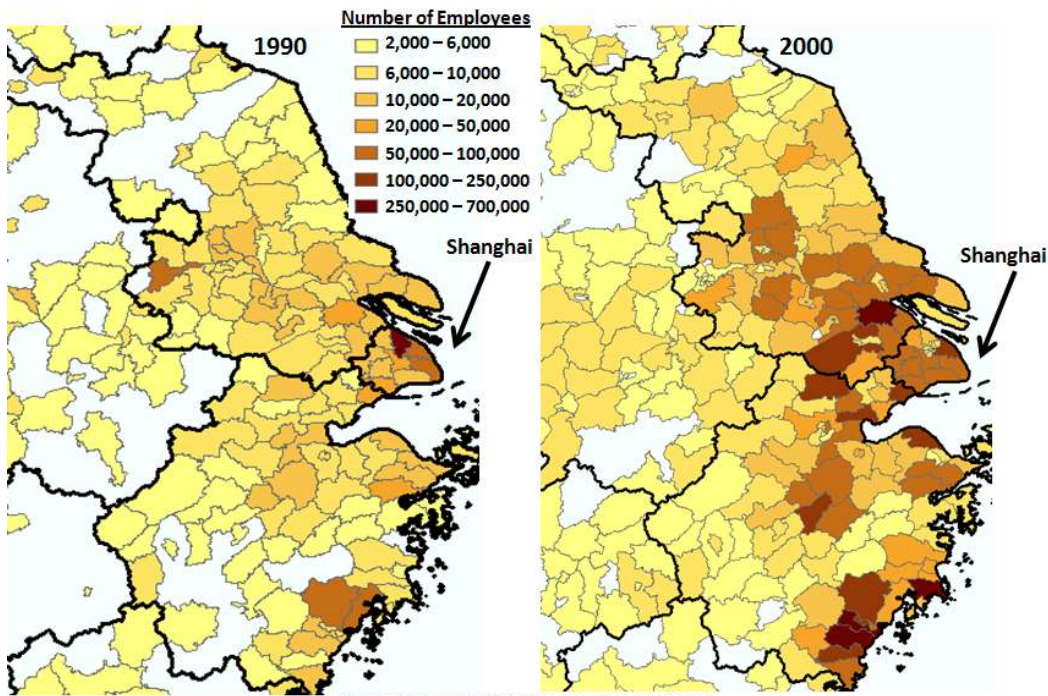 Number of Employees
1990
2,000 – 6,000
6,000 – 10,000
10,000 – 20,000
20,000 – 50,000
50,000 – 100,000
100,000 – 250,000
250,000 – 700,000
2000
Shanghai
Shanghai